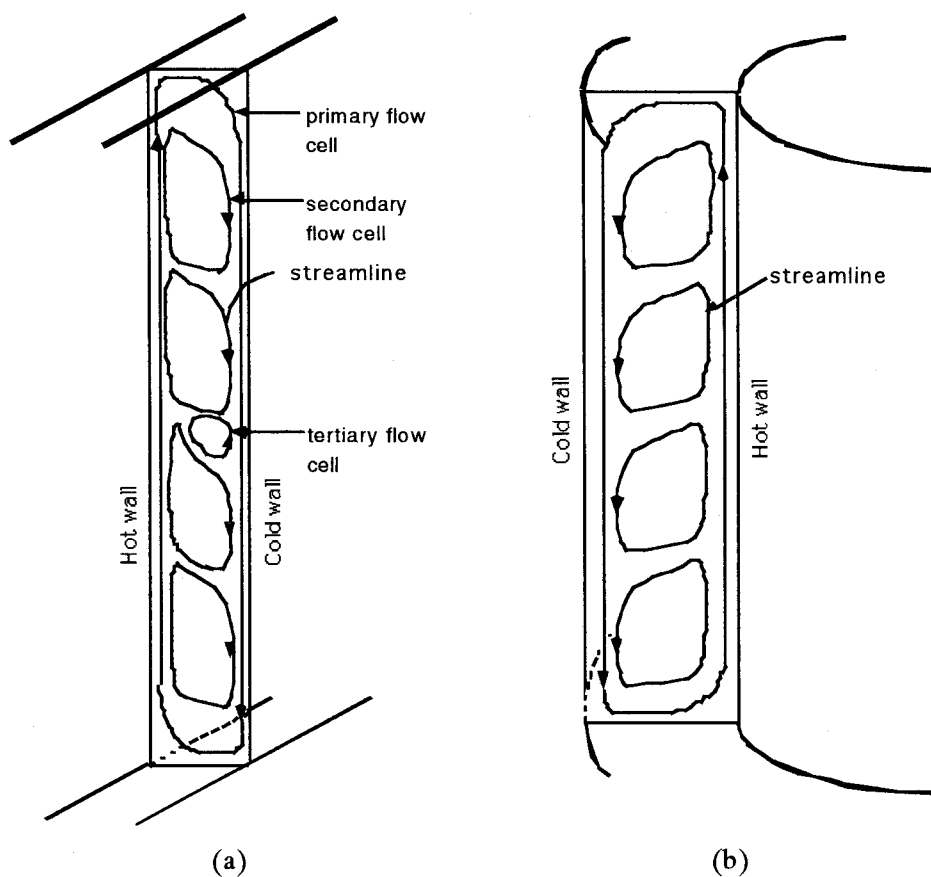 primary flow
cell
secondary
flow cell
streamline
tertiary flow
cell
Hot wall
Cold wall
(a)
streamline
Cold wall
Hot wall
(b)